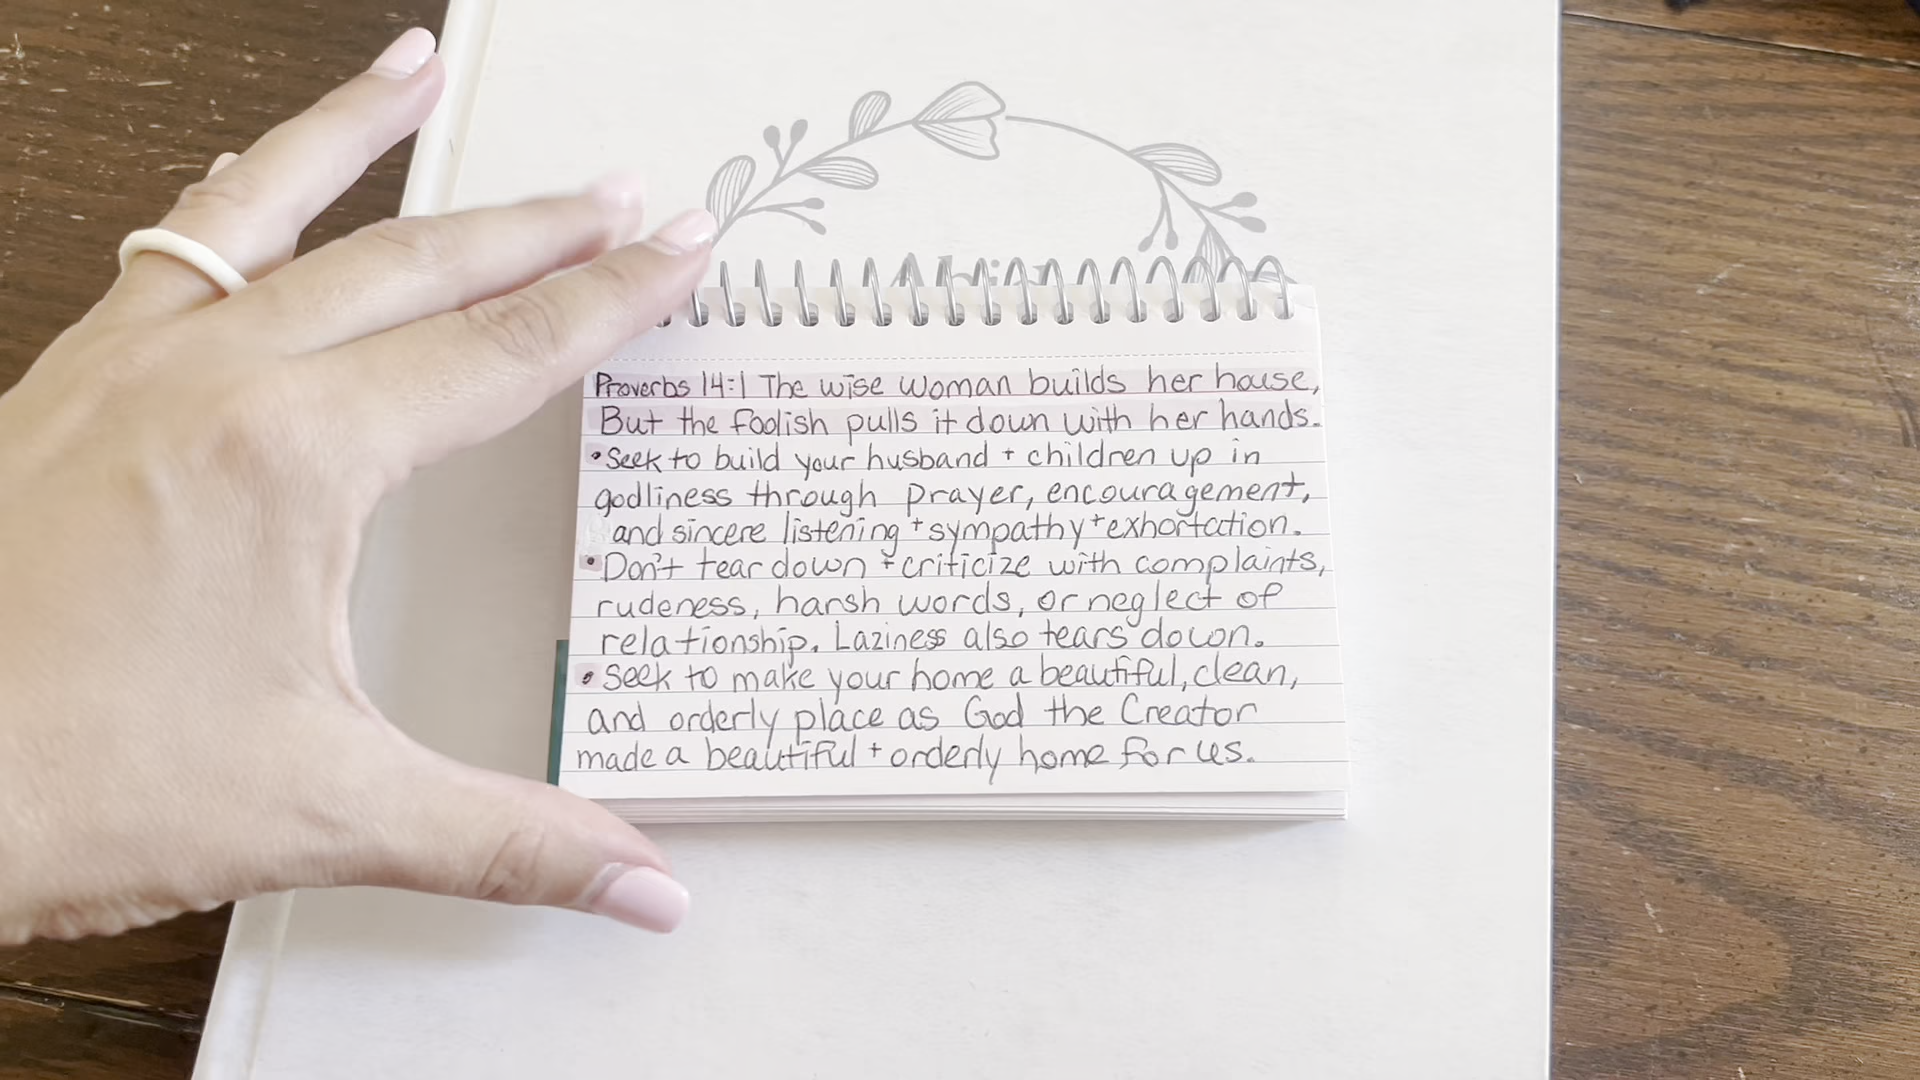 Proverbs 14:1 The wise woman builds her house,
But the foolish pulls it down with her hands.
• Seek to build your husband + children up in
godliness through prayer, encouragement,
and sincere listening + sympathy + exhortation.
• Don't tear down + criticize with complaints,
rudeness, harsh words, or neglect of
relationship. Laziness also tears down.
• Seek to make your home a beautiful, clean,
and orderly place as God the Creator
made a beautiful + orderly home for us.